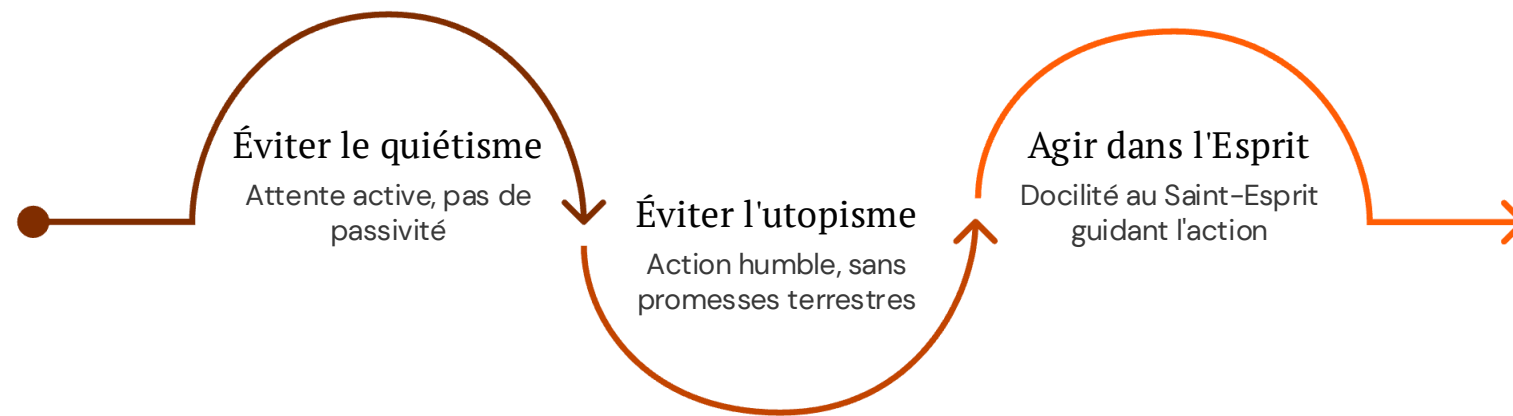 Éviter le quiétisme
Attente active, pas de
passivité
Éviter l'utopisme
Action humble, sans
promesses terrestres
Agir dans l'Esprit
Docilité au Saint-Esprit
guidant l'action